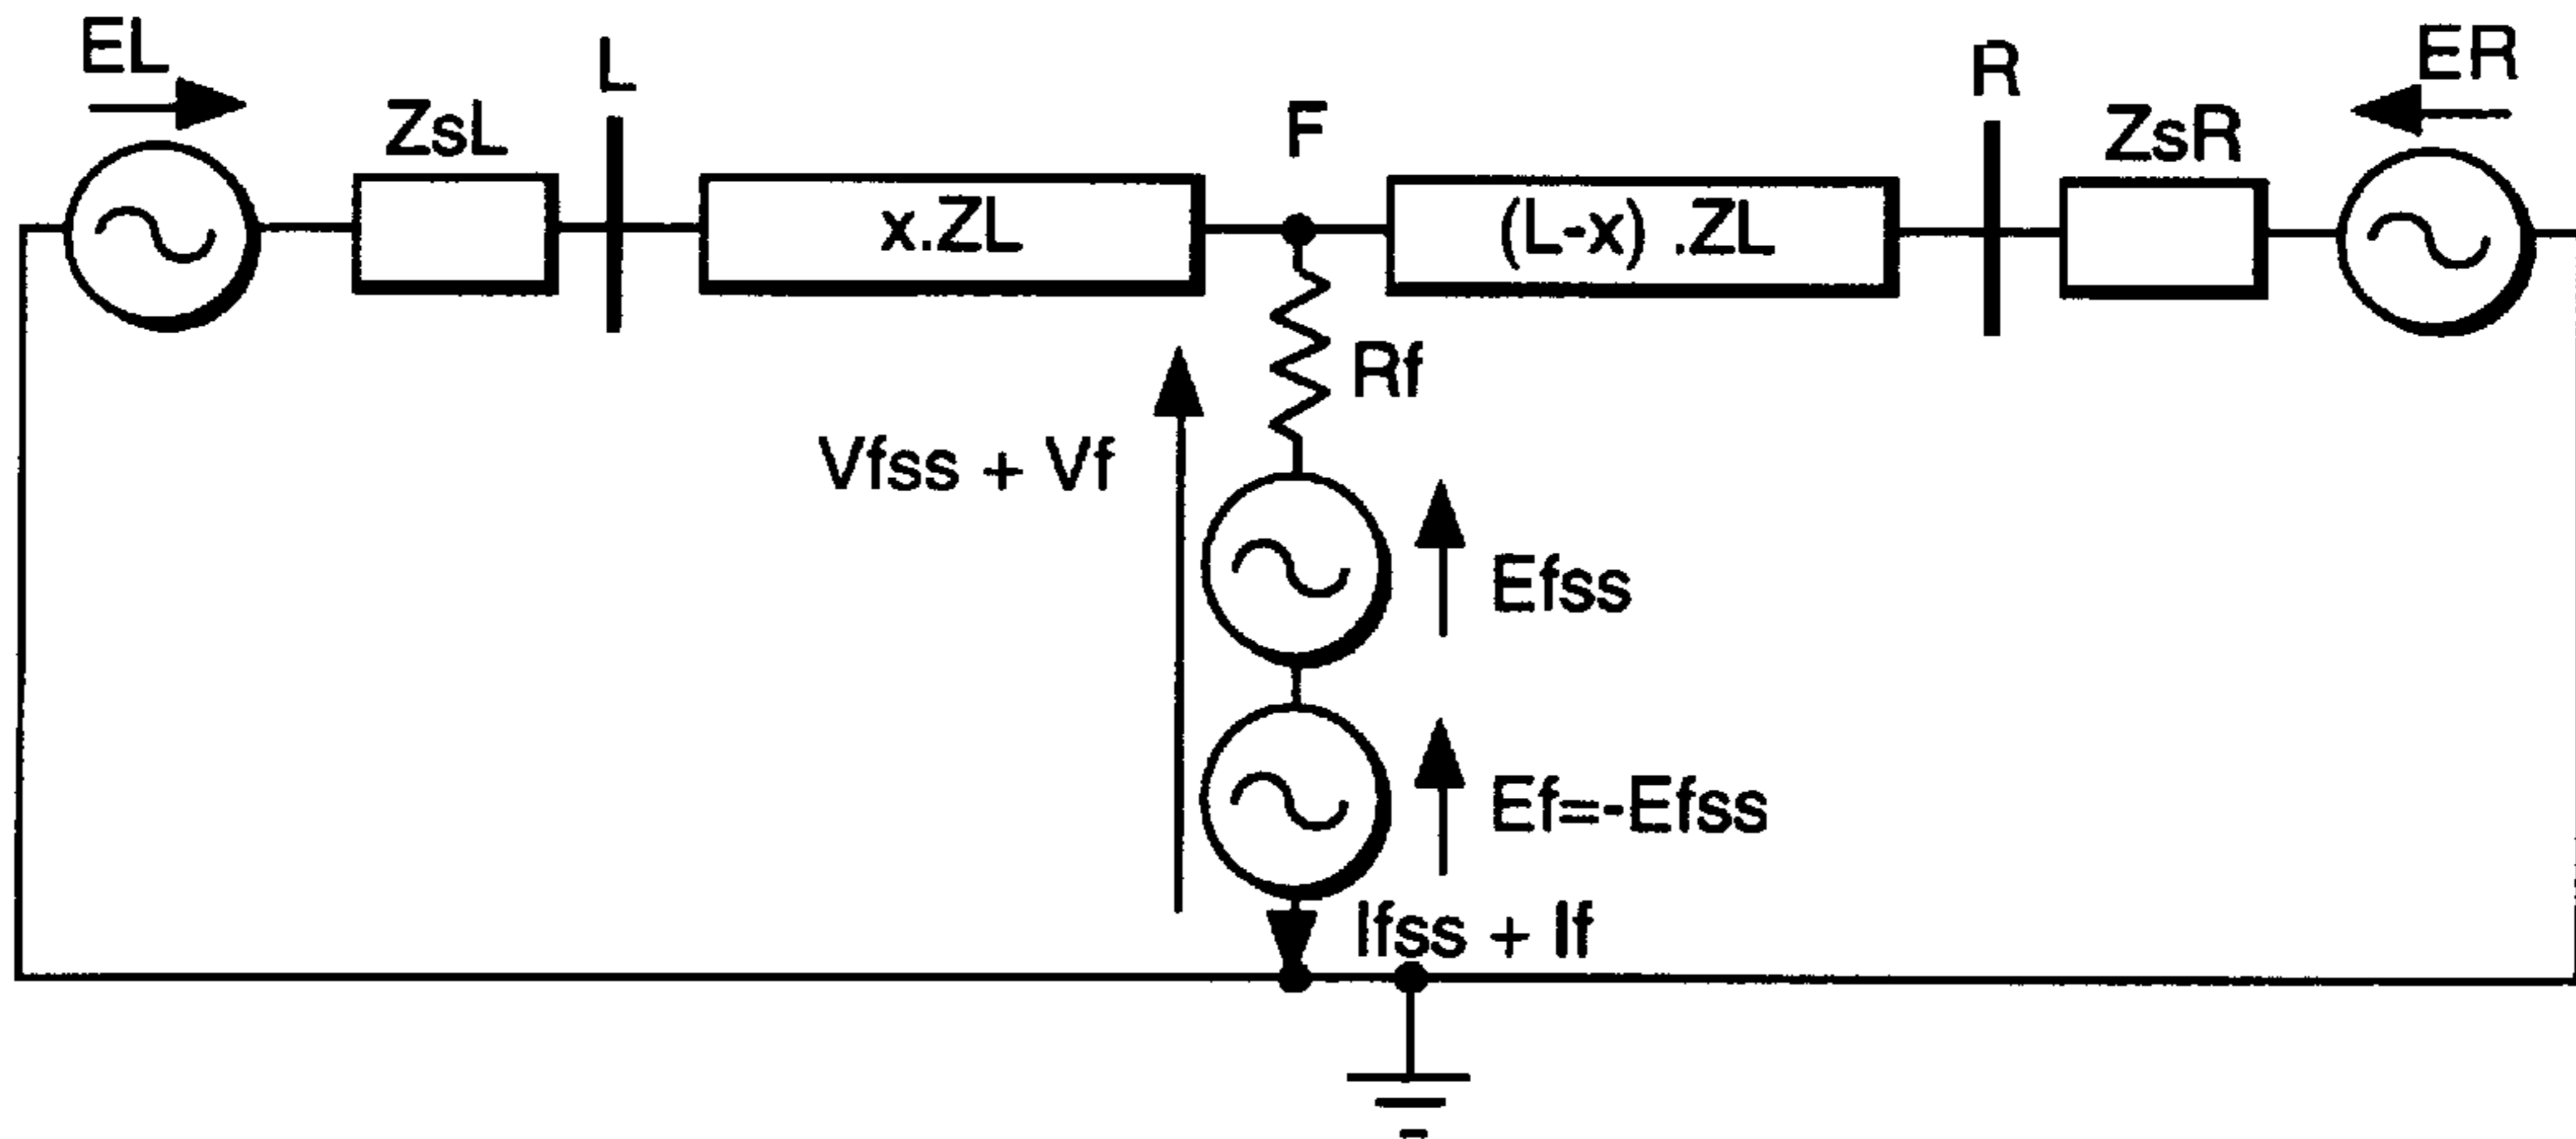 EL
ZsL
L
x.ZL
F
(L-x) .ZL
R
ZsR
ER
Rf
Vfss + Vf
Efss
Ef=-Efss
Ifss + If